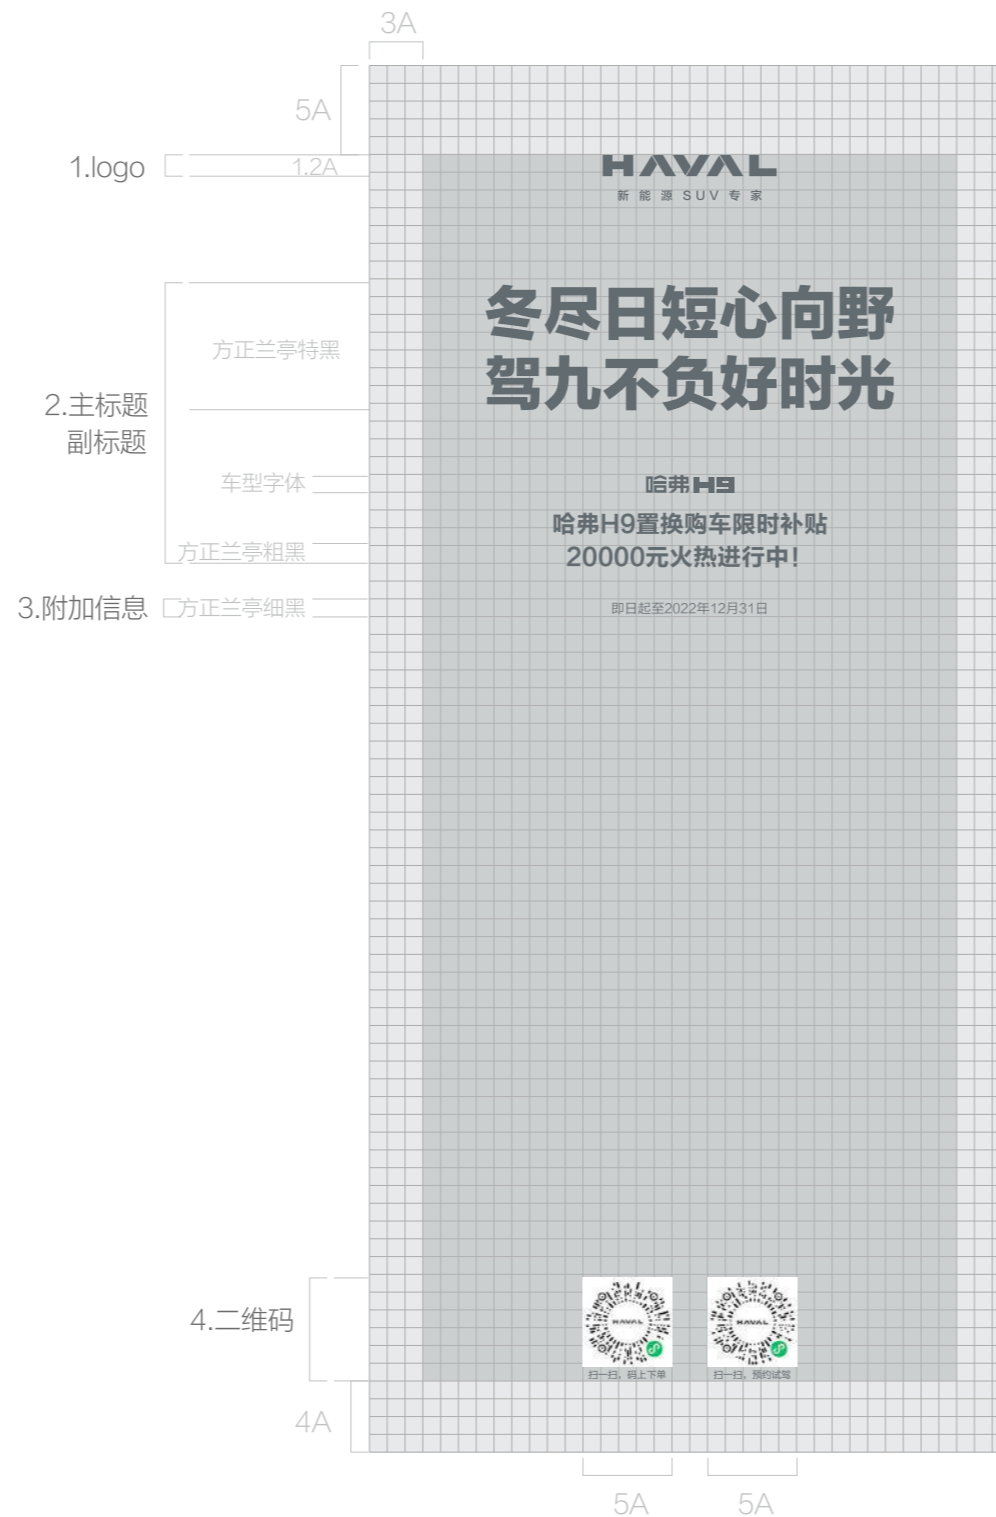 3A
5A
1.logo
1.2A
HAVAL
新能源SUV专家
冬尽日短心向野
驾九不负好时光
方正兰亭特黑
2.主标题
副标题
车型字体
哈弗H9
哈弗H9置换购车限时补贴
20000元火热进行中!
方正兰亭粗黑
3.附加信息
方正兰亭细黑
即日起至2022年12月31日
4.二维码
HAVAL
HAVAL
扫一扫，码上下单
扫一扫，预约试驾
4A
5A
5A